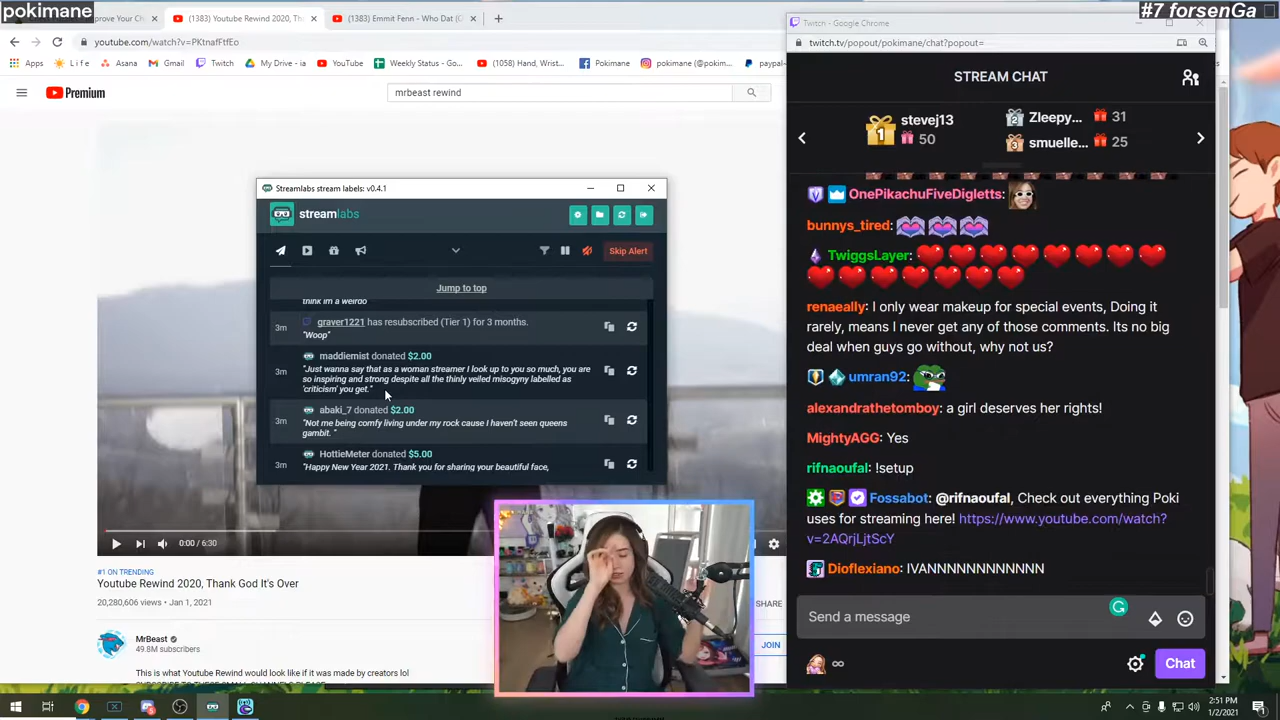 pokimane
#7 forsenGa
prove Your Ch
(1383) Youtube Rewind 2020, Th
(1383) Emmit Fenn - Who Dat (C
Twitch - Google Chrome
youtube.com/watch?v=PKtnafFtfEo
twitch.tv/popout/pokimane/chat?popout=
Apps
L i f
Asana
Gmail
Twitch
My Drive - ia
YouTube
Weekly Status - Go...
(1058) Hand, Wrist...
Facebook
pokimane (@pokim...
paypal
Premium
mrbeast rewind
STREAM CHAT
1
stevej13
50
2
Zleepy...
31
3
smuelle...
25
OnePikachuFiveDigletts:
bunnys_tired:
TwiggsLayer:
renaeally: I only wear makeup for special events, Doing it
rarely, means I never get any of those comments. Its no big
deal when guys go without, why not us?
umran92:
alexandrathetomboy: a girl deserves her rights!
MightyAGG: Yes
rifnaoufal: !setup
Fossabot: @rifnaoufal, Check out everything Poki
uses for streaming here! https://www.youtube.com/watch?
v=2AQrjLjtScY
Dioflexiano: IVANNNNNNNNNNNN
Send a message
Chat
Streamlabs stream labels: v0.4.1
streamlabs
Skip Alert
Jump to top
think im a weirdo
3m
graver1221 has resubscribed (Tier 1) for 3 months.
"Woop"
maddiemist donated $2.00
3m
"Just wanna say that as a woman streamer I look up to you so much, you are
so inspiring and strong despite all the thinly veiled misogyny labelled as
'criticism' you get."
abaki_7 donated $2.00
3m
"Not me being comfy living under my rock cause I haven't seen queens
gambit. "
HottieMeter donated $5.00
3m
"Happy New Year 2021. Thank you for sharing your beautiful face,
0:00 / 6:30
#1 ON TRENDING
Youtube Rewind 2020, Thank God It's Over
20,280,606 views • Jan 1, 2021
SHARE
MrBeast
49.8M subscribers
JOIN
This is what Youtube Rewind would look like if it was made by creators lol
2:51 PM
1/2/2021